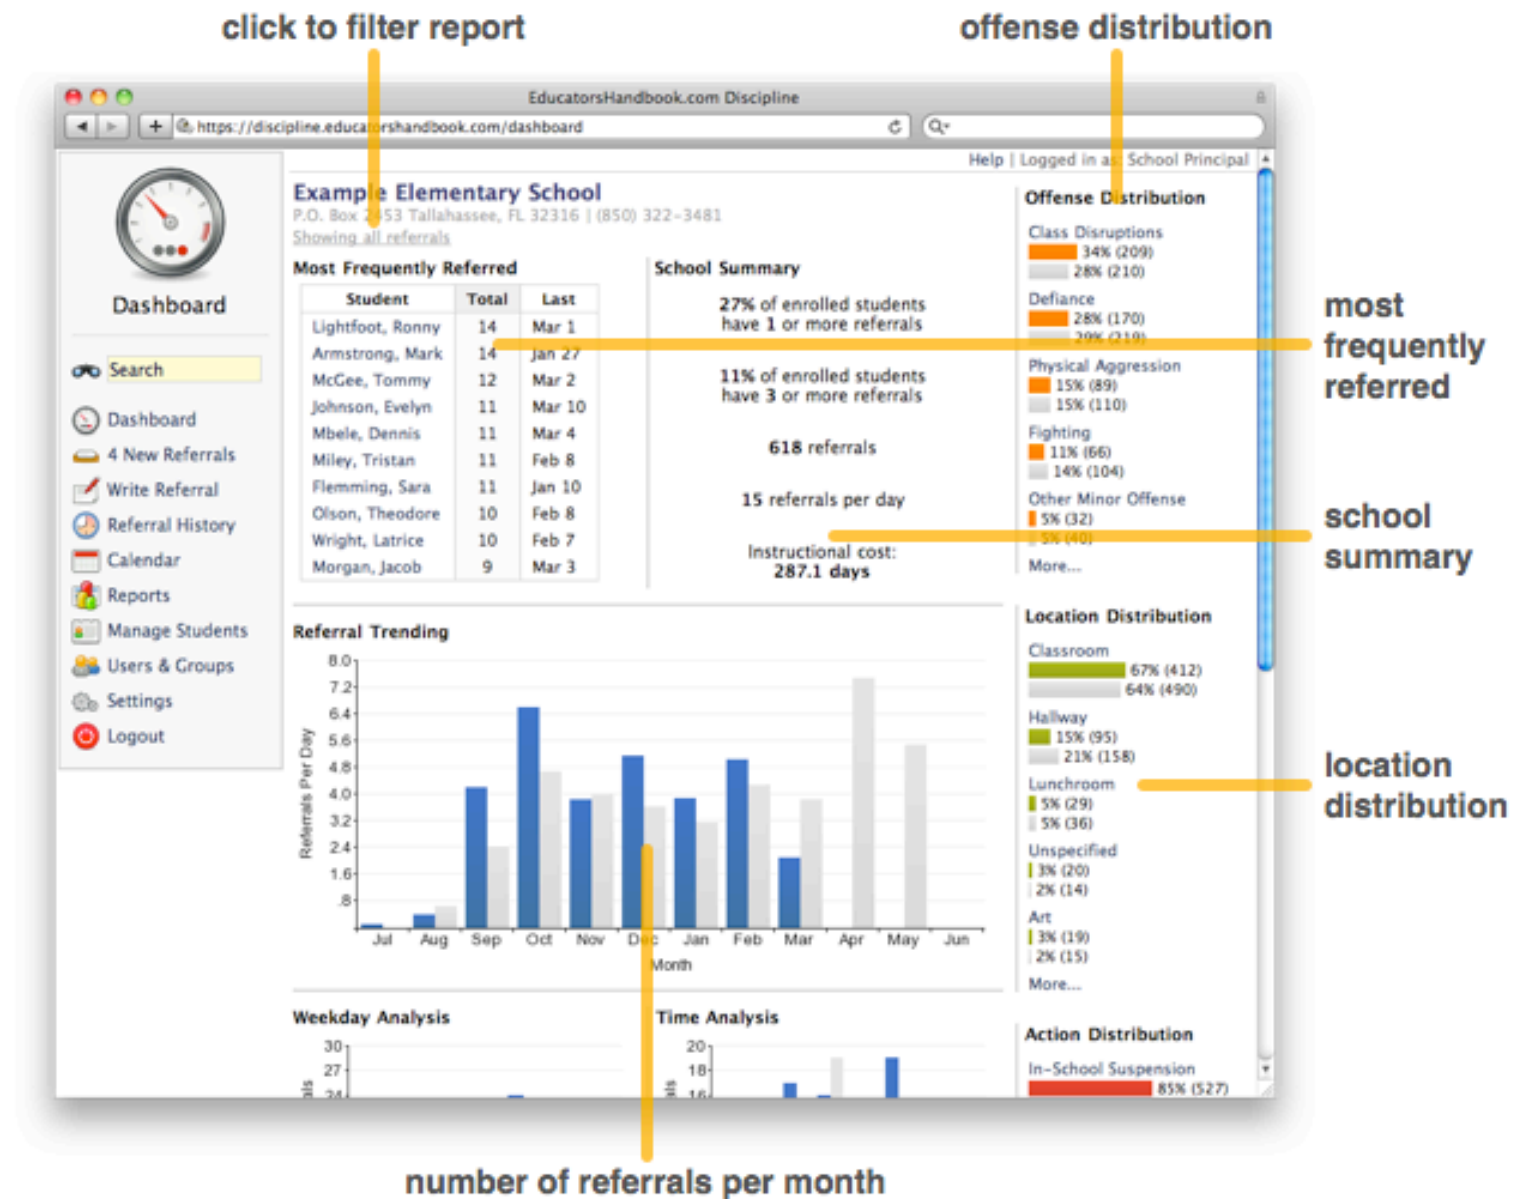 click to filter report
offense distribution
EducatorsHandbook.com Discipline
https://discipline.educatorshandbook.com/dashboard
Help | Logged in as: School Principal
Dashboard
Search
Dashboard
4 New Referrals
Write Referral
Referral History
Calendar
Reports
Manage Students
Users & Groups
Settings
Logout
Example Elementary School
P.O. Box 2453 Tallahassee, FL 32316 | (850) 322-3481
Showing all referrals
Most Frequently Referred
Student Total Last
Lightfoot, Ronny 14 Mar 1
Armstrong, Mark 14 Jan 27
McGee, Tommy 12 Mar 2
Johnson, Evelyn 11 Mar 10
Mbele, Dennis 11 Mar 4
Miley, Tristan 11 Feb 8
Flemming, Sara 11 Jan 10
Olson, Theodore 10 Feb 8
Wright, Latrice 10 Feb 7
Morgan, Jacob 9 Mar 3
School Summary
27% of enrolled students
have 1 or more referrals
11% of enrolled students
have 3 or more referrals
618 referrals
15 referrals per day
Instructional cost:
287.1 days
Offense Distribution
Class Disruptions
34% (209)
28% (210)
Defiance
28% (170)
29% (219)
Physical Aggression
15% (89)
15% (110)
Fighting
11% (66)
14% (104)
Other Minor Offense
5% (32)
5% (40)
More...
most
frequently
referred
school
summary
Referral Trending
8.0
7.2
6.4
5.6
4.8
4.0
3.2
2.4
1.6
.8
Referrals Per Day
Jul Aug Sep Oct Nov Dec Jan Feb Mar Apr May Jun
Month
Location Distribution
Classroom
67% (412)
64% (490)
Hallway
15% (95)
21% (158)
Lunchroom
5% (29)
5% (36)
Unspecified
3% (20)
2% (14)
Art
3% (19)
2% (15)
More...
location
distribution
Weekday Analysis
30
27
24
Time Analysis
20
18
16
Action Distribution
In-School Suspension
85% (527)
number of referrals per month